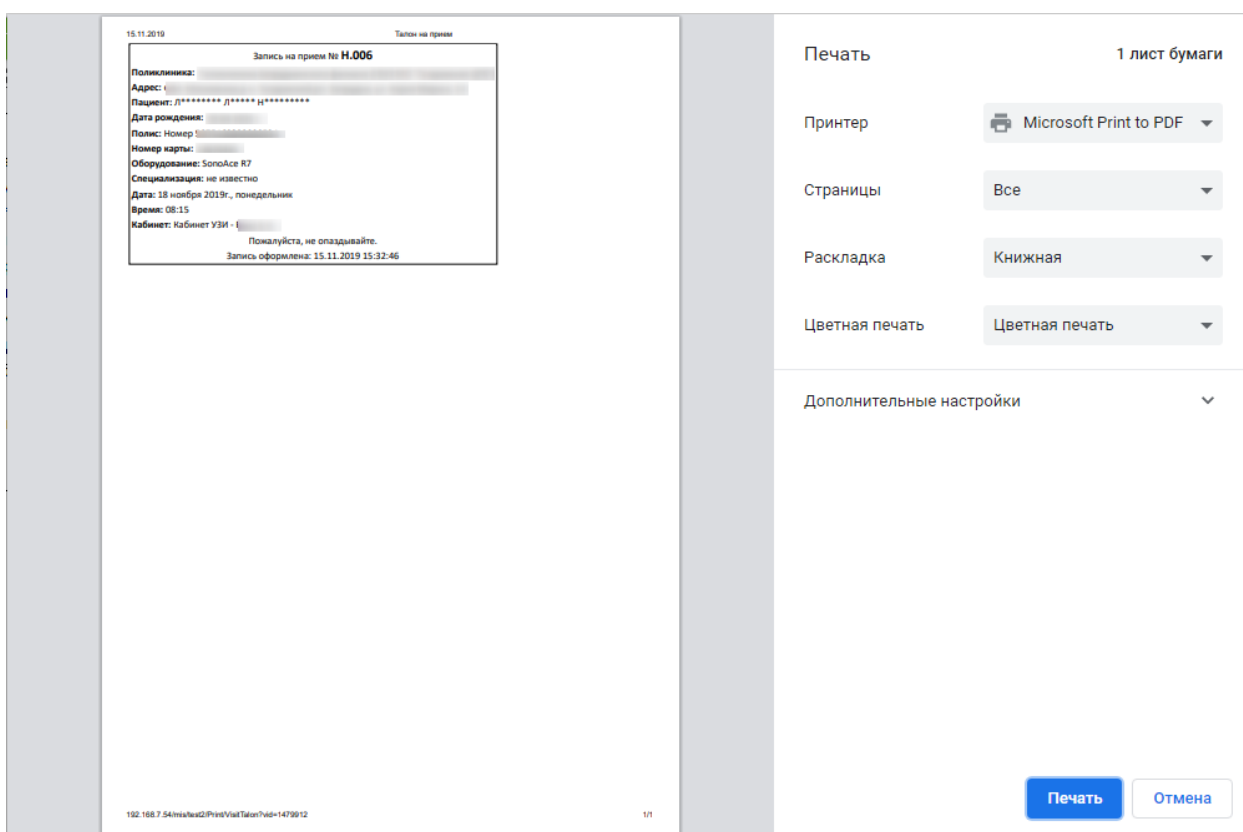 15.11.2019 Талон на прием
Запись на прием № Н.006
Поликлиника:
Адрес:
Пациент: Л******** Л***** Н*********
Дата рождения:
Полис: Номер
Номер карты:
Оборудование: SonoAce R7
Специализация: не известно
Дата: 18 ноября 2019г., понедельник
Время: 08:15
Кабинет: Кабинет УЗИ -
Пожалуйста, не опаздывайте.
Запись оформлена: 15.11.2019 15:32:46
192.168.7.54/mis/test2/Print/VisitTalon?vid=1479912 1/1
Печать 1 лист бумаги
Принтер Microsoft Print to PDF
Страницы Все
Раскладка Книжная
Цветная печать Цветная печать
Дополнительные настройки
Печать Отмена